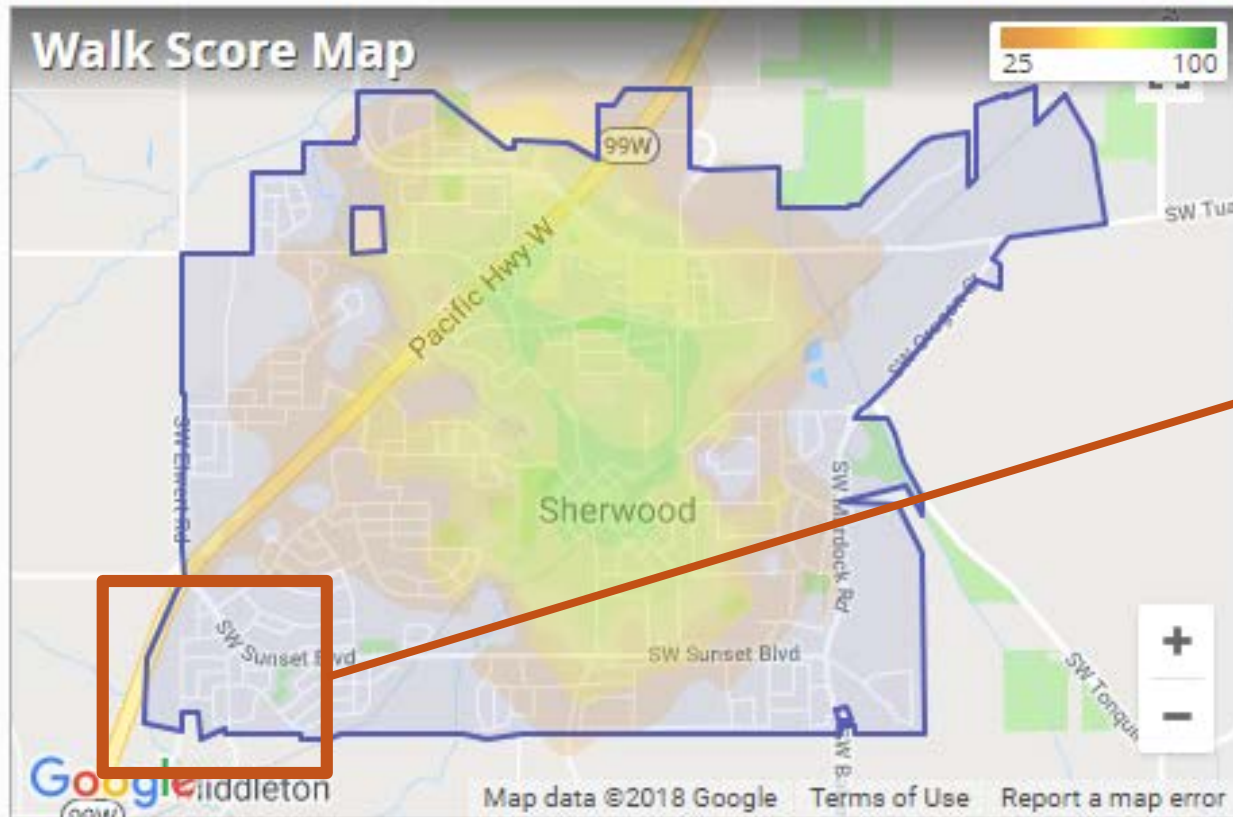 Walk Score Map
25 100
99W
SW Tua
Pacific Hwy W
SW Oregon St
SW Elwert Rd
Sherwood
SW Murdock Rd
SW Sunset Blvd
SW Sunset Blvd
SW Tonqui
+
−
SW B
Google
iddleton
99W
Map data ©2018 Google Terms of Use Report a map error